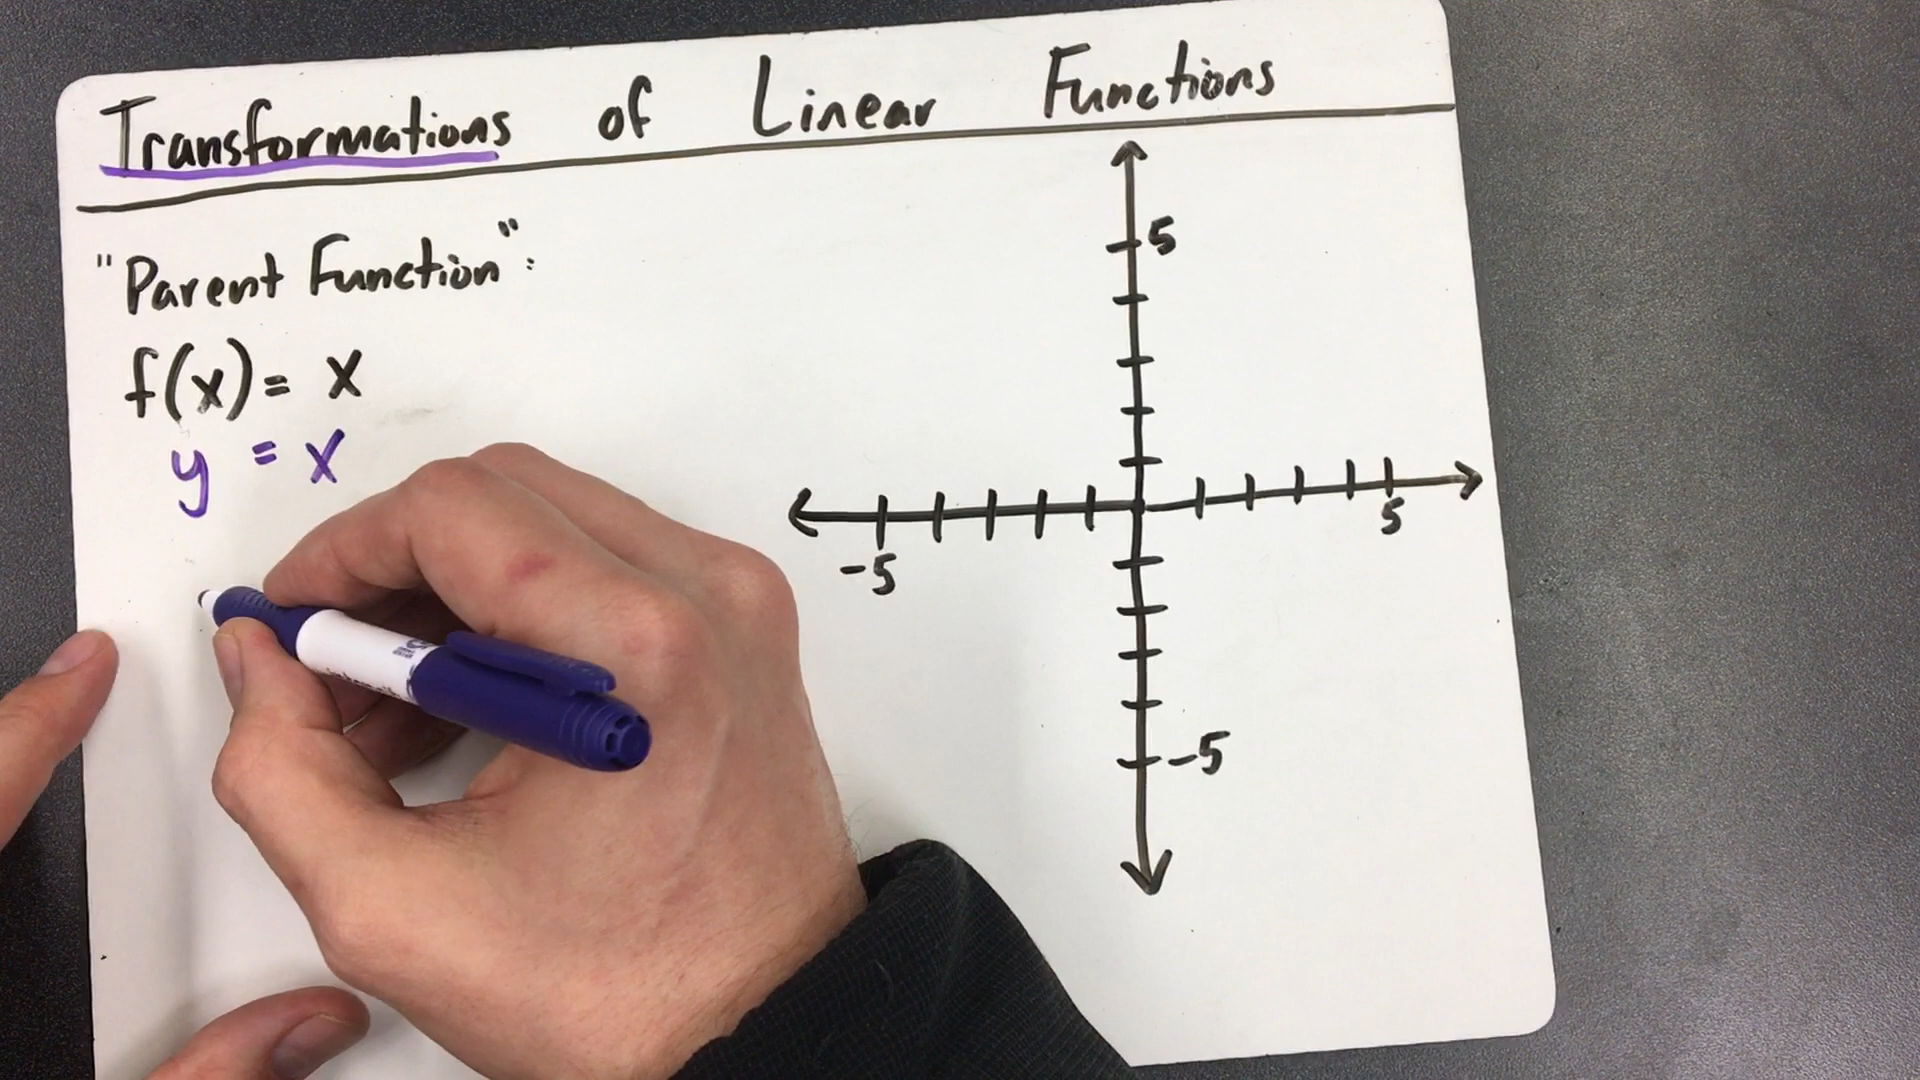 Transformations of Linear Functions
"Parent Function":
f(x) = x
y = x
5
5
-5
-5